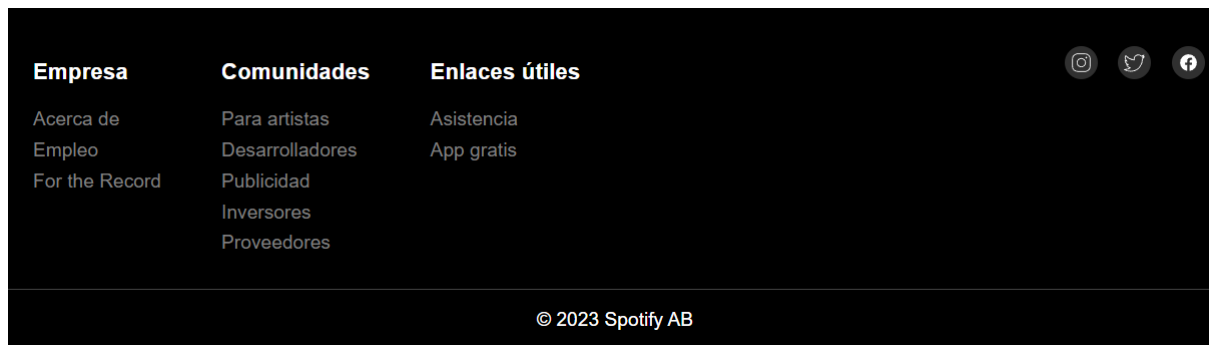 Empresa
Acerca de
Empleo
For the Record
Comunidades
Para artistas
Desarrolladores
Publicidad
Inversores
Proveedores
Enlaces útiles
Asistencia
App gratis
© 2023 Spotify AB